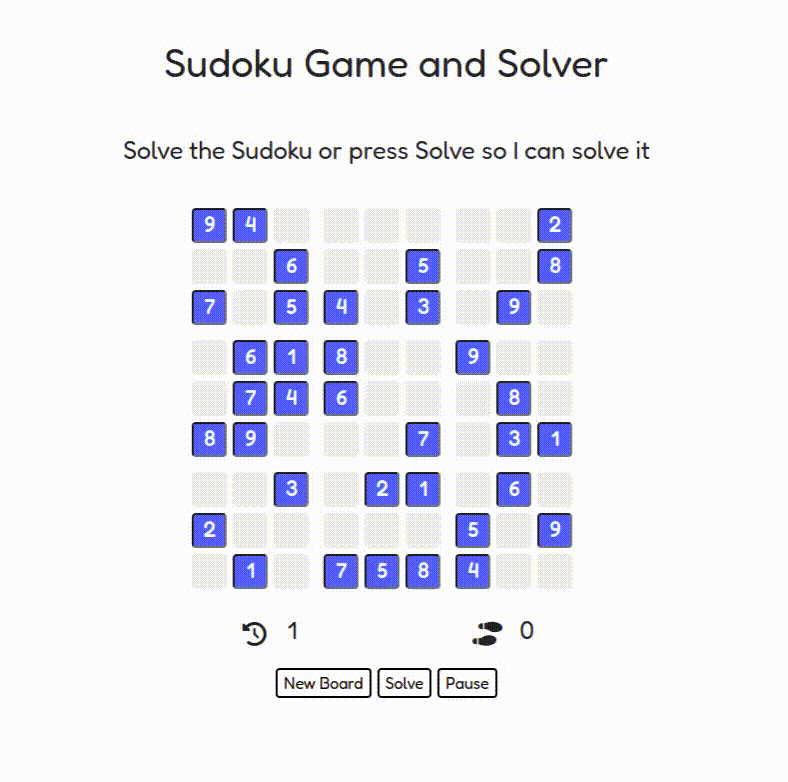 Sudoku Game and Solver
Solve the Sudoku or press Solve so I can solve it
9 4 2
6 5 8
7 5 4 3 9
6 1 8 9
7 4 6 8
8 9 7 3 1
3 2 1 6
2 5 9
1 7 5 8 4
1 0
New Board Solve Pause